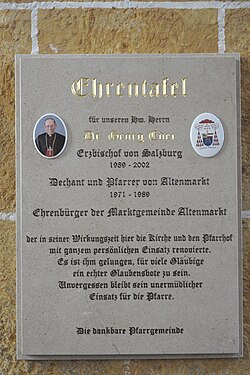 Ehrentafel
für unseren Hw. Herrn
Dr. Georg Eder
Erzbischof von Salzburg
1989 - 2002
Dechant und Pfarrer von Altenmarkt
1971 - 1989
Ehrenbürger der Marktgemeinde Altenmarkt
der in seiner Wirkungszeit hier die Kirche und den Pfarrhof
mit ganzem persönlichen Einsatz renovierte.
Es ist ihm gelungen, für viele Gläubige
ein echter Glaubensbote zu sein.
Unvergessen bleibt sein unermüdlicher
Einsatz für die Pfarre.
Die dankbare Pfarrgemeinde